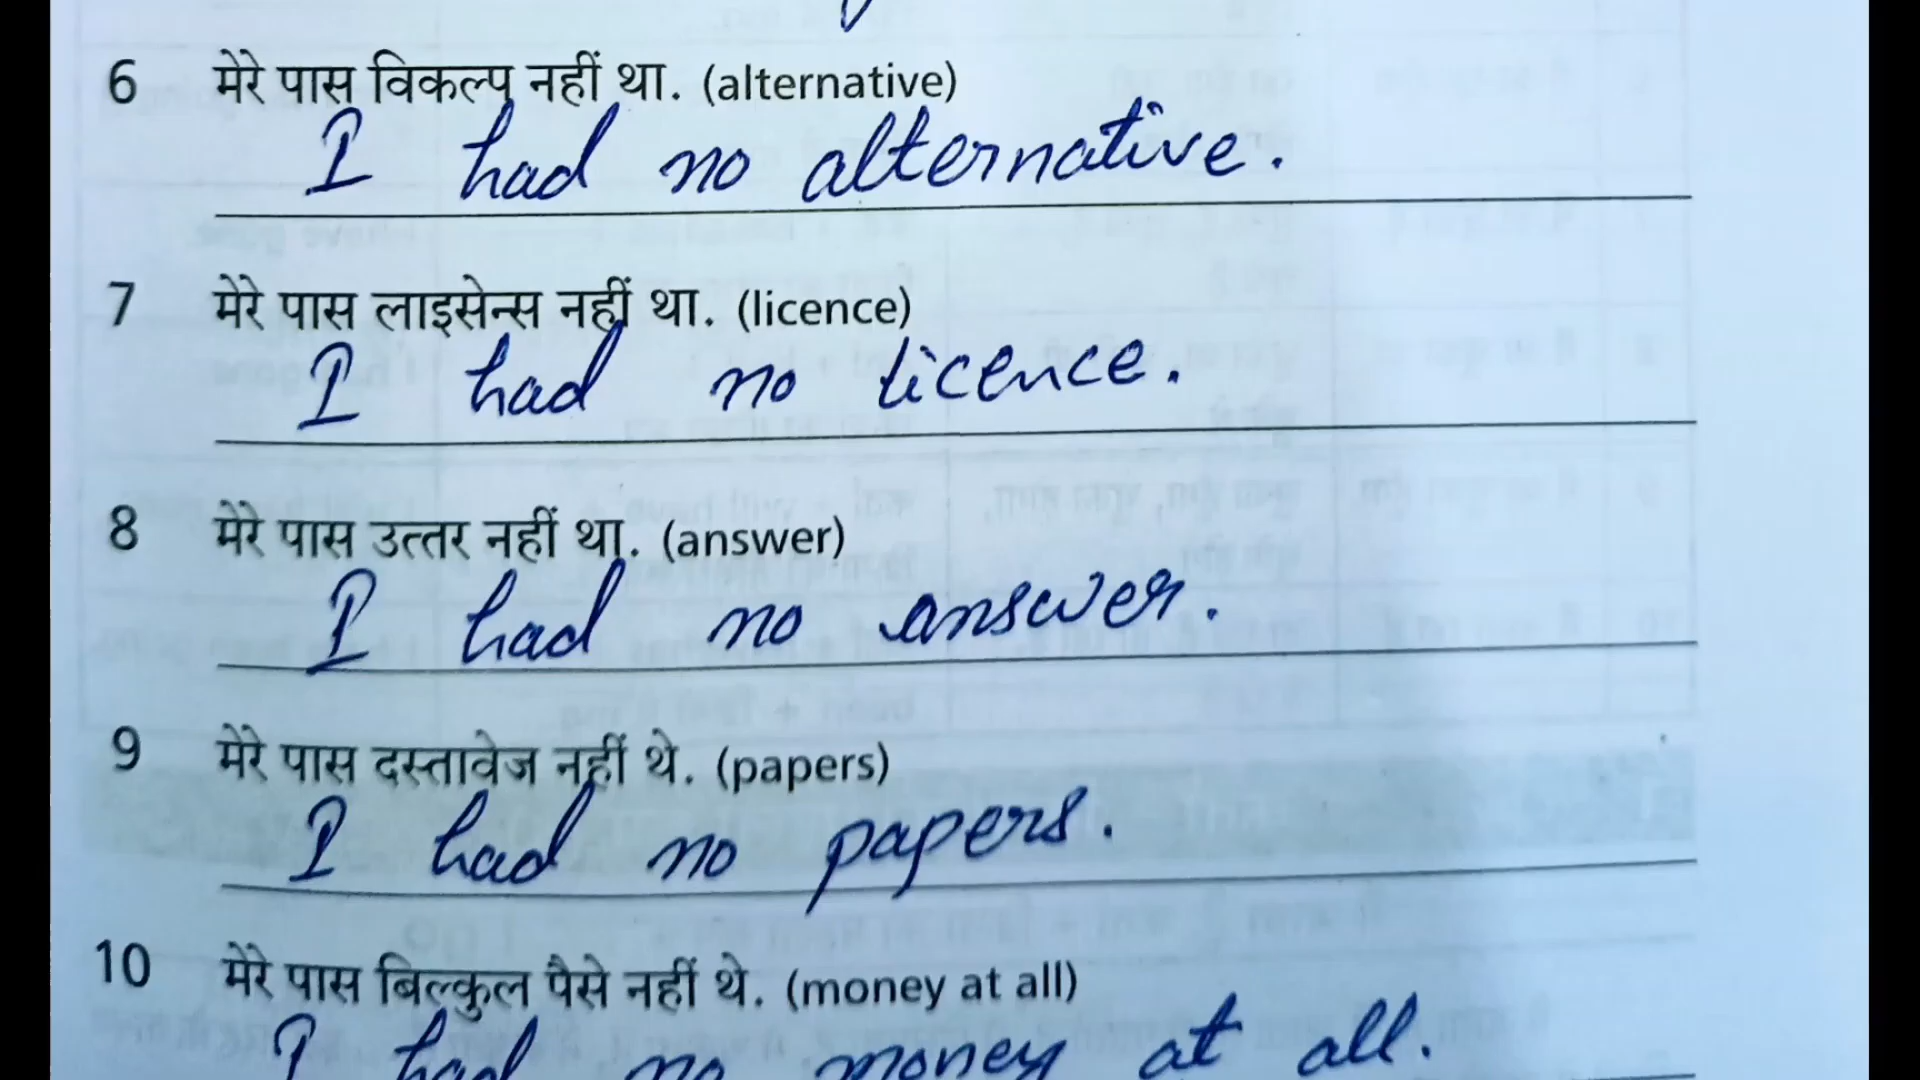 6 मेरे पास विकल्प नहीं था. (alternative)
I had no alternative.
7 मेरे पास लाइसेन्स नहीं था. (licence)
I had no licence.
8 मेरे पास उत्तर नहीं था. (answer)
I had no answer.
9 मेरे पास दस्तावेज नहीं थे. (papers)
I had no papers.
10 मेरे पास बिल्कुल पैसे नहीं थे. (money at all)
I had no money at all.